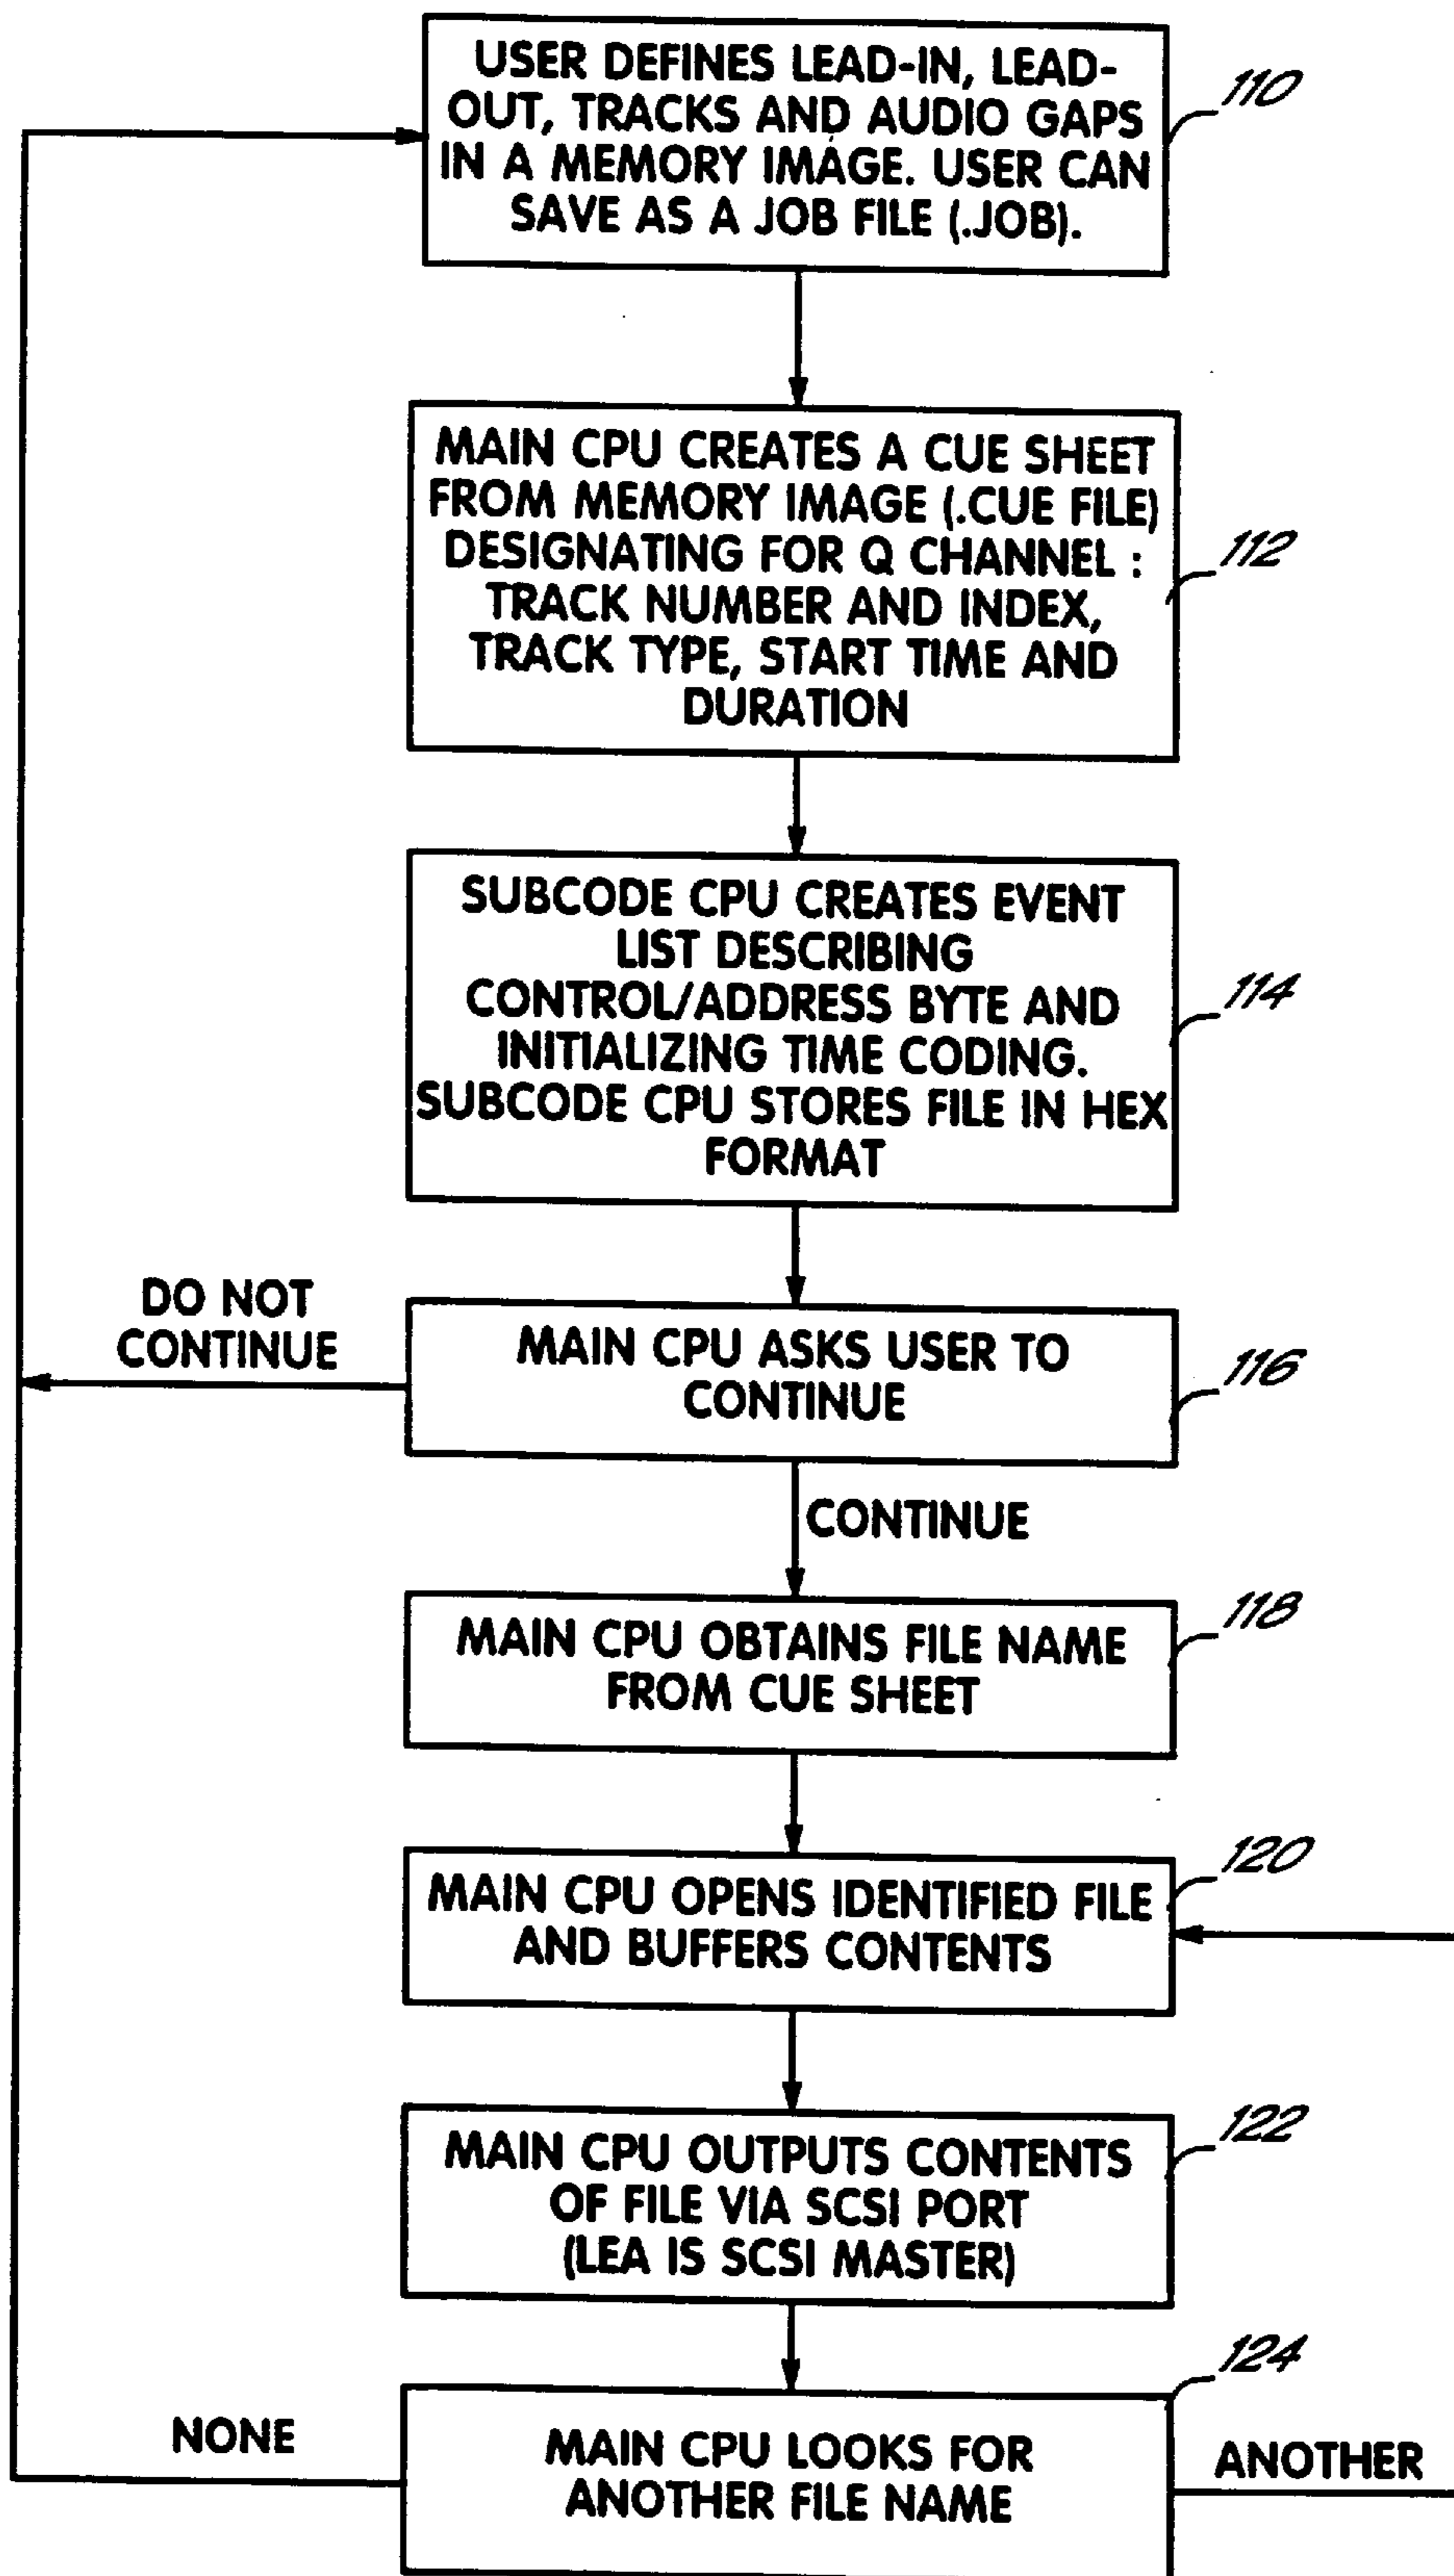 USER DEFINES LEAD-IN, LEAD-
OUT, TRACKS AND AUDIO GAPS
IN A MEMORY IMAGE. USER CAN
SAVE AS A JOB FILE (.JOB).
110
MAIN CPU CREATES A CUE SHEET
FROM MEMORY IMAGE (.CUE FILE)
DESIGNATING FOR Q CHANNEL :
TRACK NUMBER AND INDEX,
TRACK TYPE, START TIME AND
DURATION
112
SUBCODE CPU CREATES EVENT
LIST DESCRIBING
CONTROL/ADDRESS BYTE AND
INITIALIZING TIME CODING.
SUBCODE CPU STORES FILE IN HEX
FORMAT
114
DO NOT
CONTINUE
MAIN CPU ASKS USER TO
CONTINUE
116
CONTINUE
MAIN CPU OBTAINS FILE NAME
FROM CUE SHEET
118
MAIN CPU OPENS IDENTIFIED FILE
AND BUFFERS CONTENTS
120
MAIN CPU OUTPUTS CONTENTS
OF FILE VIA SCSI PORT
(LEA IS SCSI MASTER)
122
NONE
MAIN CPU LOOKS FOR
ANOTHER FILE NAME
124
ANOTHER